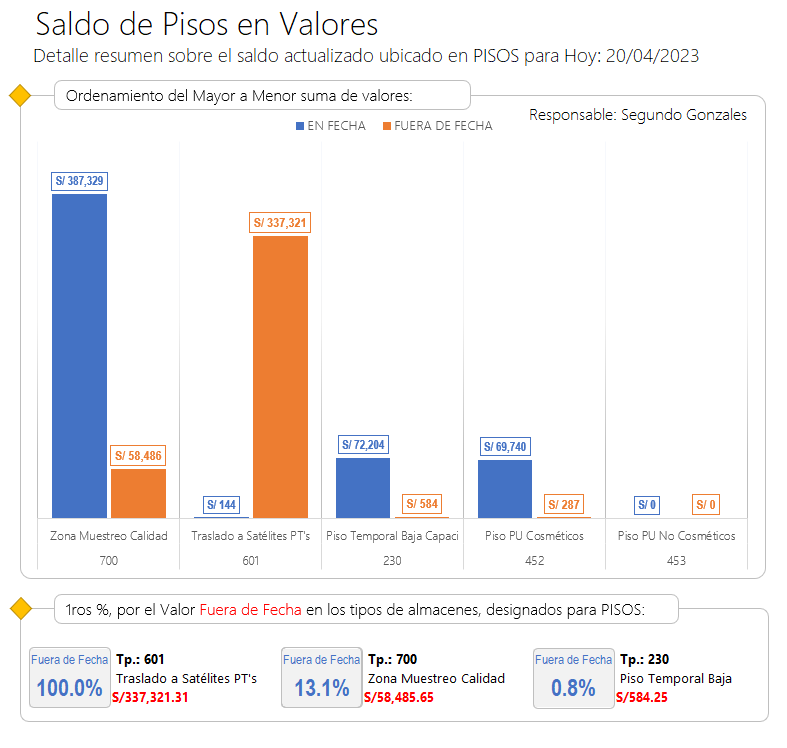 Saldo de Pisos en Valores
Detalle resumen sobre el saldo actualizado ubicado en PISOS para Hoy: 20/04/2023
Ordenamiento del Mayor a Menor suma de valores:
Responsable: Segundo Gonzales
EN FECHA FUERA DE FECHA
S/ 387,329
S/ 337,321
S/ 58,486
S/ 144
S/ 72,204
S/ 584
S/ 69,740
S/ 287
S/ 0
S/ 0
Zona Muestreo Calidad
Traslado a Satélites PT's
Piso Temporal Baja Capaci
Piso PU Cosméticos
Piso PU No Cosméticos
700
601
230
452
453
1ros %, por el Valor Fuera de Fecha en los tipos de almacenes, designados para PISOS:
Fuera de Fecha
100.0%
Tp.: 601
Traslado a Satélites PT's
S/337,321.31
Fuera de Fecha
13.1%
Tp.: 700
Zona Muestreo Calidad
S/58,485.65
Fuera de Fecha
0.8%
Tp.: 230
Piso Temporal Baja
S/584.25